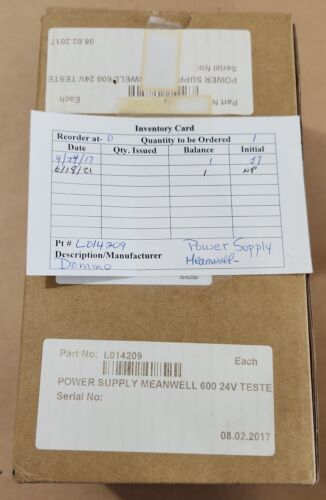 08.02.2017
Serial No:
POWER SUPP
WELL 600 24V TESTE
Each
Part N
Inventory Card
Reorder at- 0 Quantity to be Ordered 1
Date Qty. Issued Balance Initial
4/24/17 1 JT
6/18/21 1 NP
Pt # L014209 Power Supply
Description/Manufacturer Meanwell-
Domino
Part No: L014209 Each
POWER SUPPLY MEANWELL 600 24V TESTE
Serial No:
08.02.2017